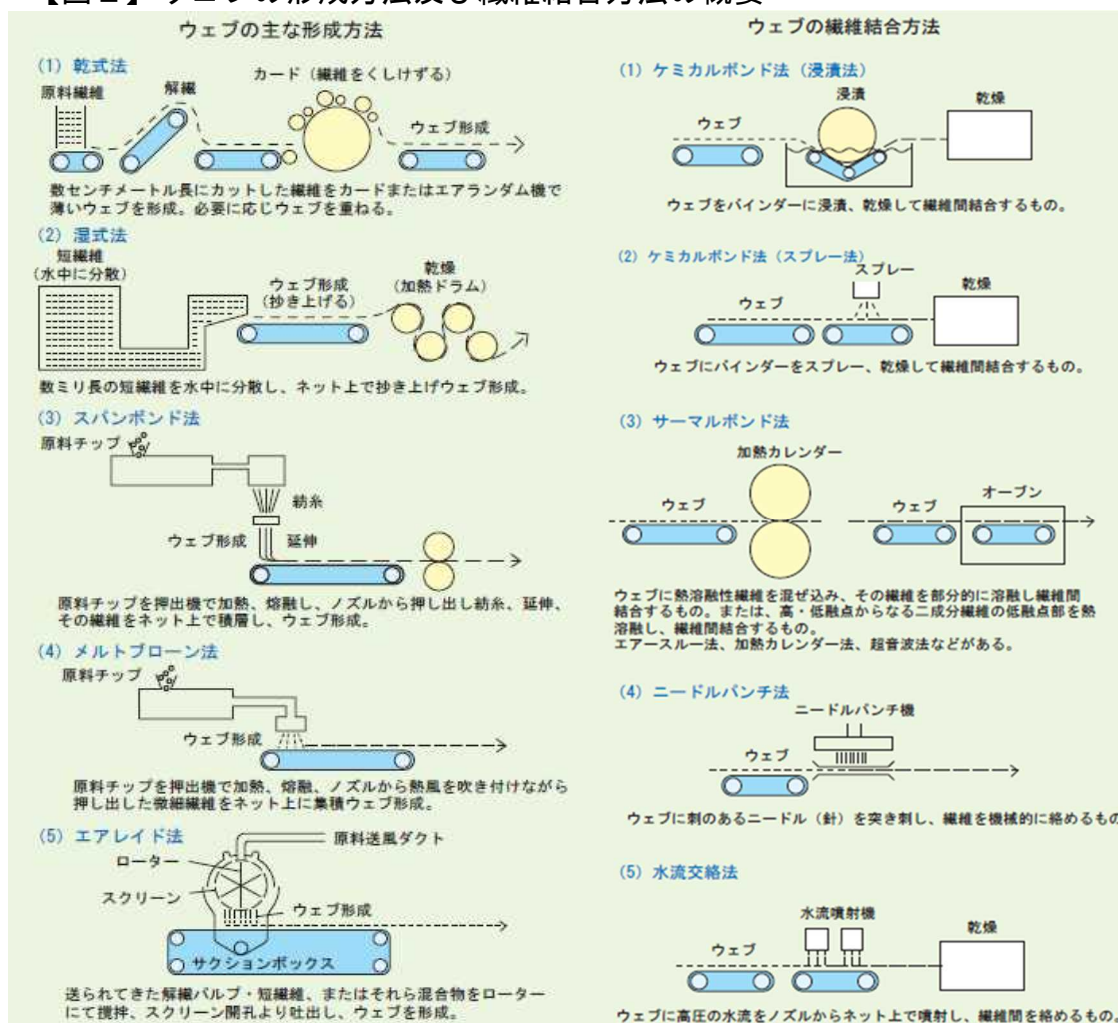 【図２】ウェブの形成方法及び繊維結合方法の概要
ウェブの主な形成方法
(1) 乾式法
原料繊維
解繊
カード（繊維をくしけずる）
ウェブ形成
数センチメートル長にカットした繊維をカードまたはエアランダム機で
薄いウェブを形成。必要に応じウェブを重ねる。
(2) 湿式法
短繊維
(水中に分散)
ウェブ形成
(抄き上げる)
乾燥
(加熱ドラム)
数ミリ長の短繊維を水中に分散し、ネット上で抄き上げウェブ形成。
(3) スパンボンド法
原料チップ
紡糸
ウェブ形成
延伸
原料チップを押出機で加熱、熔融し、ノズルから押し出し紡糸、延伸、
その繊維をネット上で積層し、ウェブ形成。
(4) メルトブローン法
原料チップ
ウェブ形成
原料チップを押出機で加熱、熔融、ノズルから熱風を吹き付けながら
押し出した微細繊維をネット上に集積ウェブ形成。
(5) エアレイド法
原料送風ダクト
ローター
スクリーン
ウェブ形成
サクションボックス
送られてきた解繊パルプ・短繊維、またはそれら混合物をローター
にて撹拌、スクリーン開孔より吐出し、ウェブを形成。
ウェブの繊維結合方法
(1) ケミカルボンド法（浸漬法）
浸漬
乾燥
ウェブ
ウェブをバインダーに浸漬、乾燥して繊維間結合するもの。
(2) ケミカルボンド法（スプレー法）
スプレー
乾燥
ウェブ
ウェブにバインダーをスプレー、乾燥して繊維間結合するもの。
(3) サーマルボンド法
加熱カレンダー
ウェブ
ウェブ
オーブン
ウェブに熱溶融性繊維を混ぜ込み、その繊維を部分的に溶融し繊維間
結合するもの。または、高・低融点からなる二成分繊維の低融点部を熱
溶融し、繊維間結合するもの。
エアースルー法、加熱カレンダー法、超音波法などがある。
(4) ニードルパンチ法
ニードルパンチ機
ウェブ
ウェブに刺のあるニードル（針）を突き刺し、繊維を機械的に絡めるもの
(5) 水流交絡法
水流噴射機
乾燥
ウェブ
ウェブに高圧の水流をノズルからネット上で噴射し、繊維間を絡めるもの。